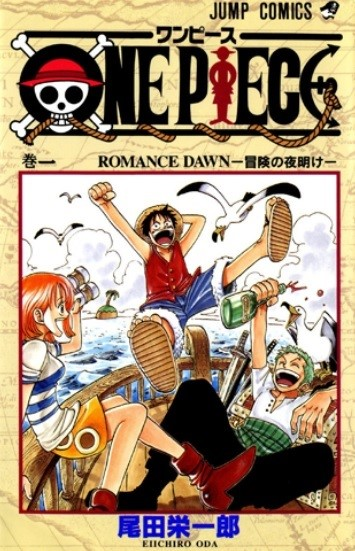 JUMP COMICS
ワンピース
ONE PIECE
巻一
ROMANCE DAWN—冒険の夜明け—
尾田栄一郎
EIICHIRO ODA